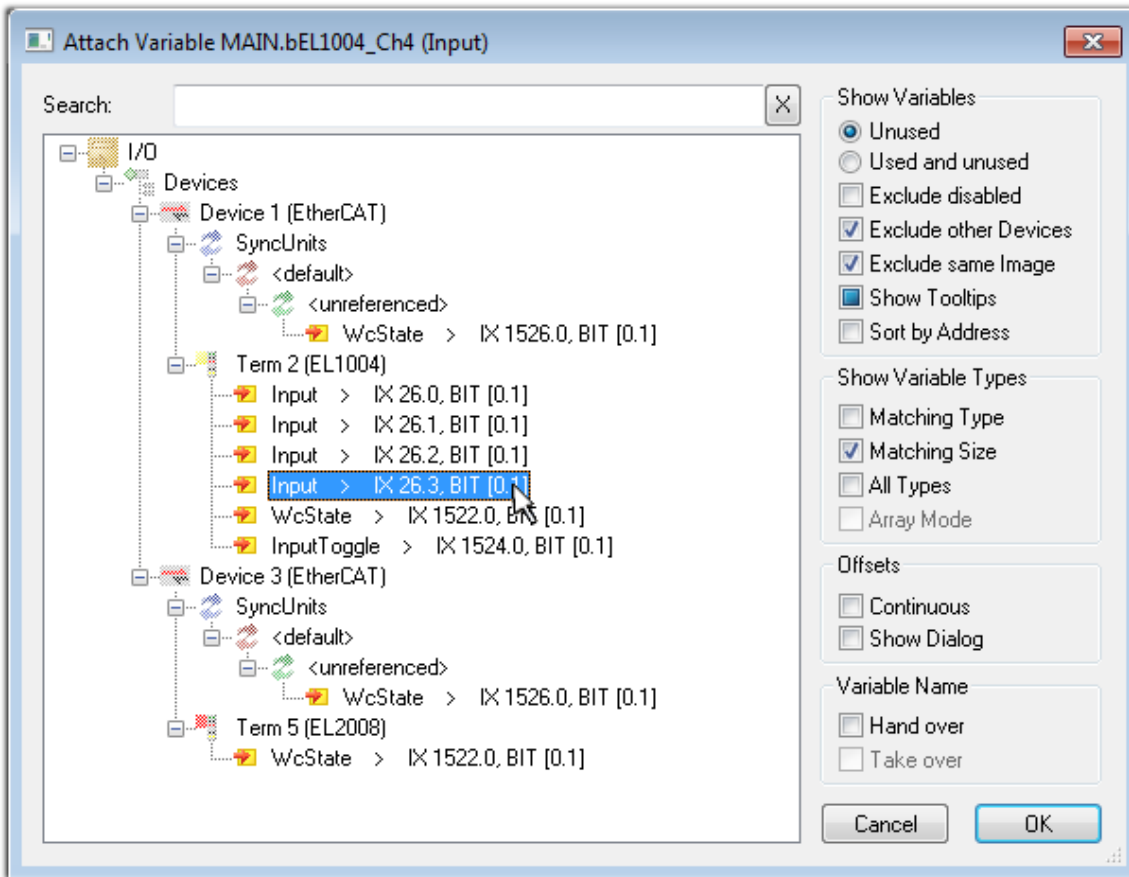 Attach Variable MAIN.bEL1004_Ch4 (Input)
Search:
I/O
Devices
Device 1 (EtherCAT)
SyncUnits
<default>
<unreferenced>
WcState > IX 1526.0, BIT [0.1]
Term 2 (EL1004)
Input > IX 26.0, BIT [0.1]
Input > IX 26.1, BIT [0.1]
Input > IX 26.2, BIT [0.1]
Input > IX 26.3, BIT [0.1]
WcState > IX 1522.0, BIT [0.1]
InputToggle > IX 1524.0, BIT [0.1]
Device 3 (EtherCAT)
SyncUnits
<default>
<unreferenced>
WcState > IX 1526.0, BIT [0.1]
Term 5 (EL2008)
WcState > IX 1522.0, BIT [0.1]
Show Variables
Unused
Used and unused
Exclude disabled
Exclude other Devices
Exclude same Image
Show Tooltips
Sort by Address
Show Variable Types
Matching Type
Matching Size
All Types
Array Mode
Offsets
Continuous
Show Dialog
Variable Name
Hand over
Take over
Cancel OK